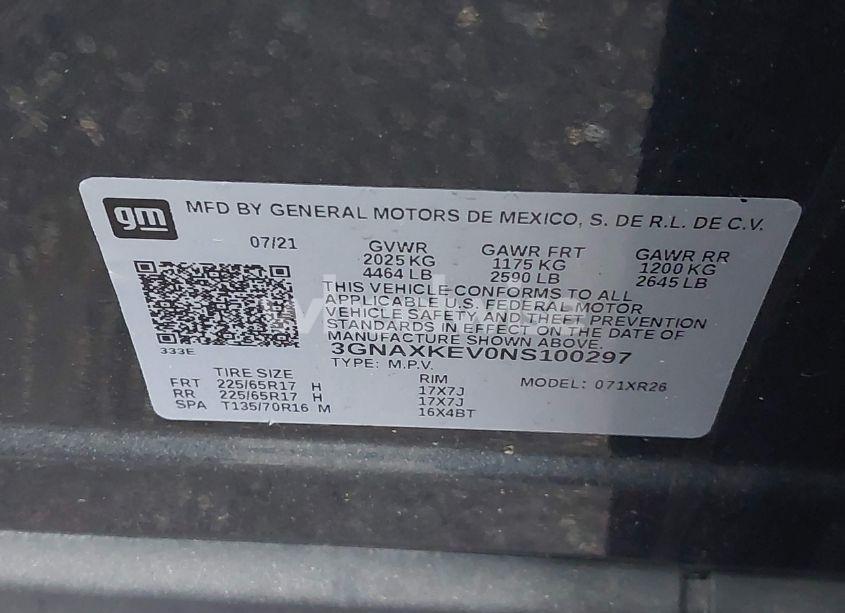 gm MFD BY GENERAL MOTORS DE MEXICO, S. DE R.L. DE C.V.
07/21 GVWR GAWR FRT GAWR RR
2025 KG 1175 KG 1200 KG
4464 LB 2590 LB 2645 LB
THIS VEHICLE CONFORMS TO ALL
APPLICABLE U.S. FEDERAL MOTOR
VEHICLE SAFETY AND THEFT PREVENTION
STANDARDS IN EFFECT ON THE DATE OF
MANUFACTURE SHOWN ABOVE.
333E 3GNAXKEV0NS100297
TYPE: M.P.V.
TIRE SIZE RIM MODEL: 071XR26
FRT 225/65R17 H 17X7J
RR 225/65R17 H 17X7J
SPA T135/70R16 M 16X4BT